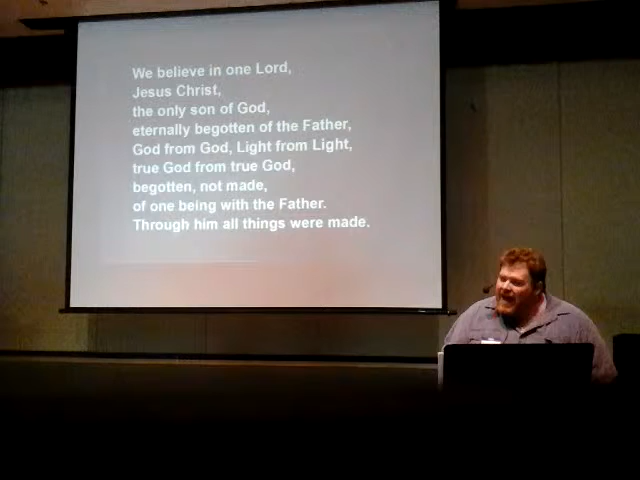 We believe in one Lord,
Jesus Christ,
the only son of God,
eternally begotten of the Father,
God from God, Light from Light,
true God from true God,
begotten, not made,
of one being with the Father.
Through him all things were made.